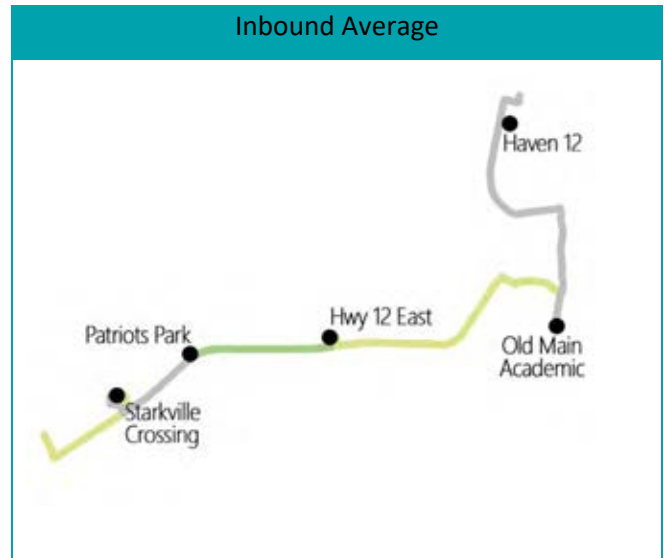 Inbound Average
Haven 12
Hwy 12 East
Patriots Park
Old Main
Academic
Starkville
Crossing